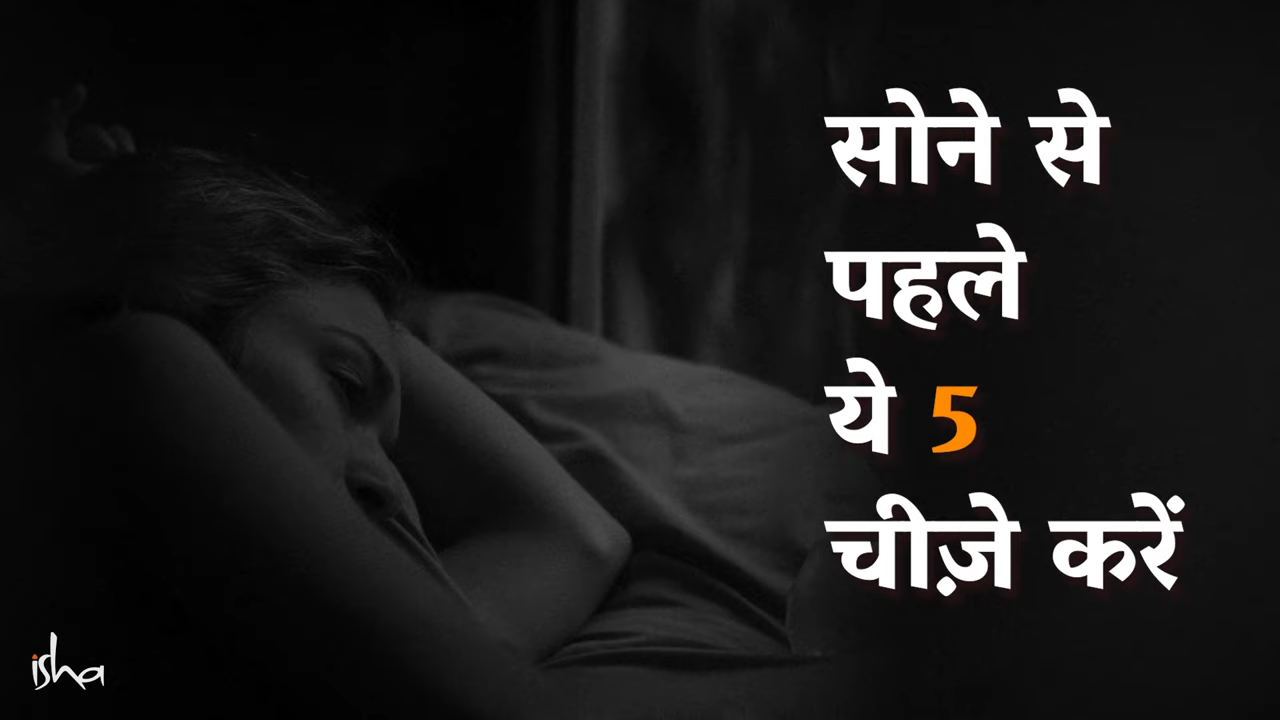 सोने से
पहले
ये 5
चीज़े करें
isha